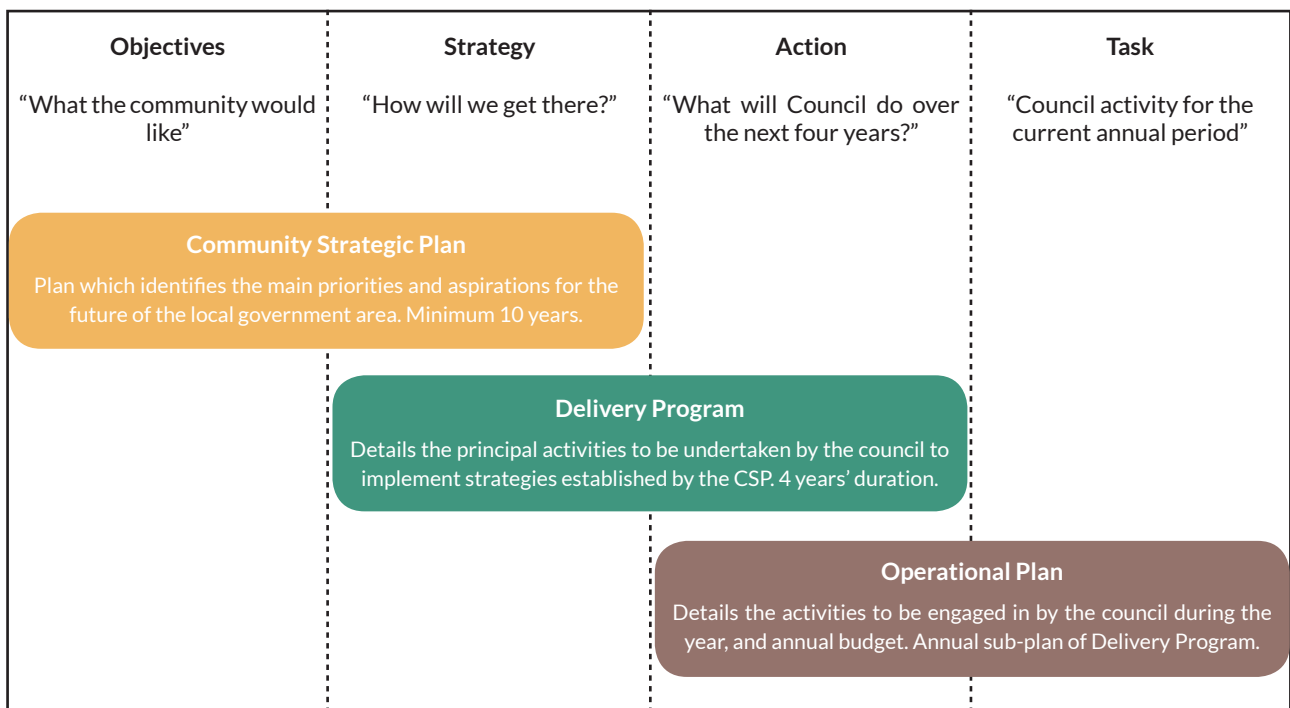 Objectives
Strategy
Action
Task
“What the community would
like”
“How will we get there?”
“What will Council do over
the next four years?”
“Council activity for the
current annual period”
Community Strategic Plan
Plan which identifies the main priorities and aspirations for the
future of the local government area. Minimum 10 years.
Delivery Program
Details the principal activities to be undertaken by the council to
implement strategies established by the CSP. 4 years’ duration.
Operational Plan
Details the activities to be engaged in by the council during the
year, and annual budget. Annual sub-plan of Delivery Program.